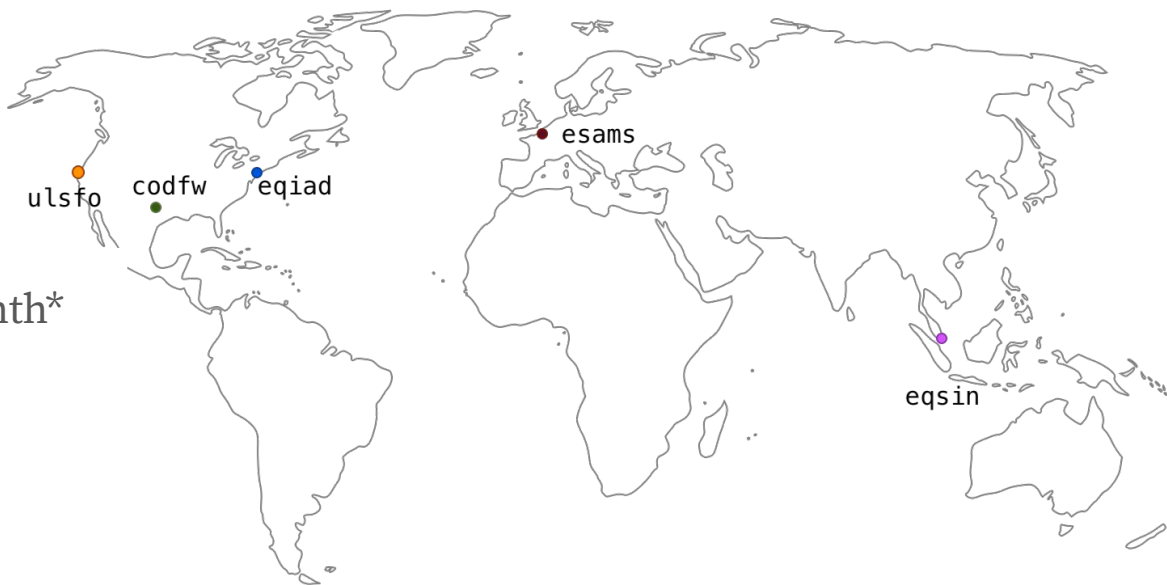 esams
codfw
eqiad
ulsfo
nth*
eqsin